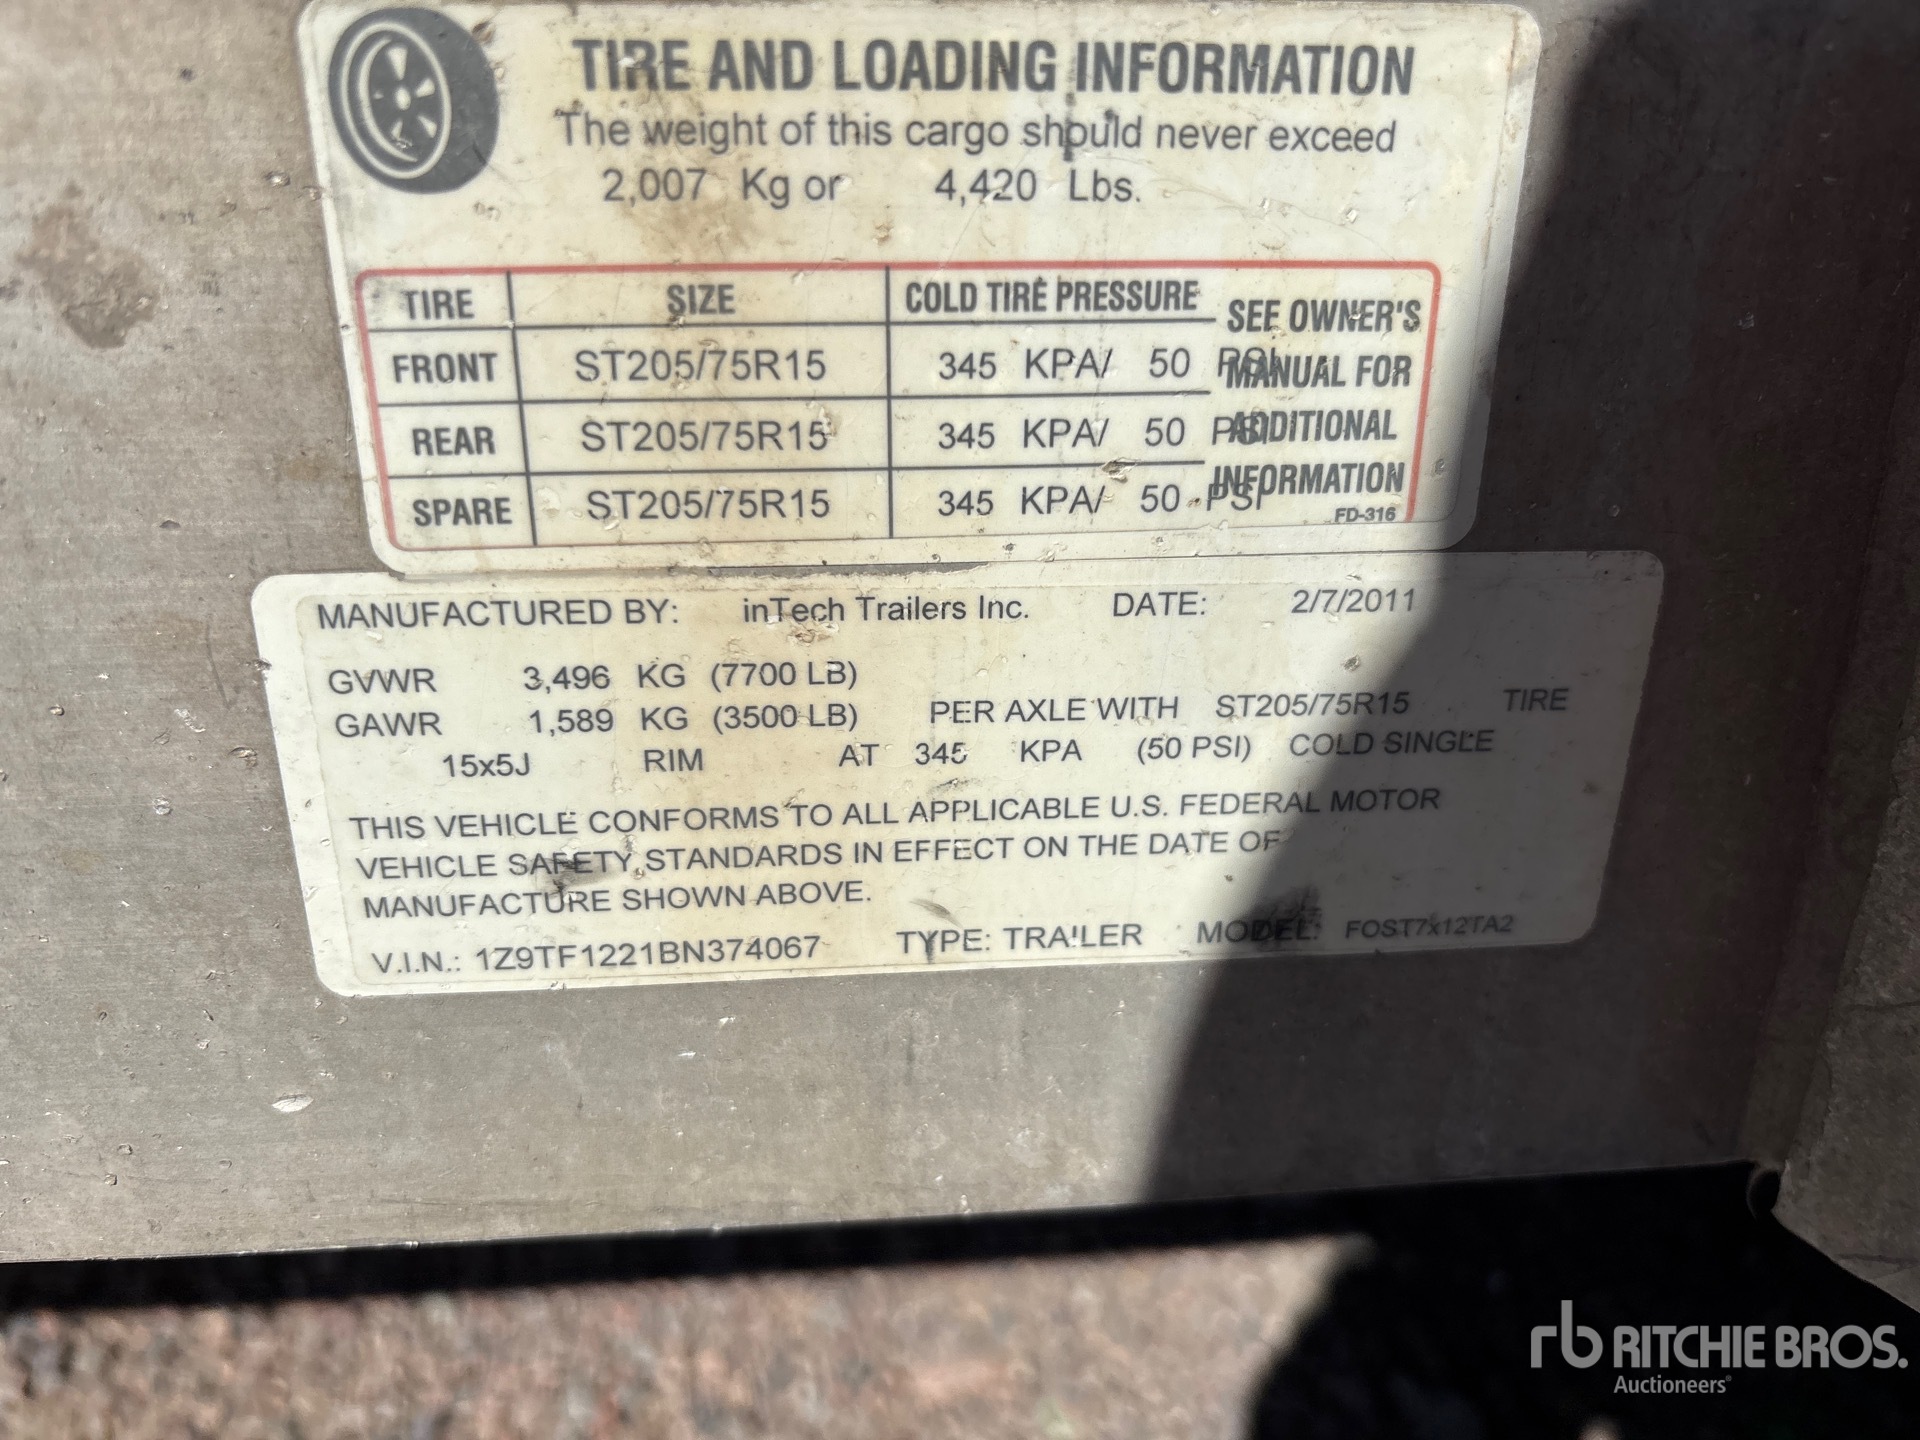 TIRE AND LOADING INFORMATION
The weight of this cargo should never exceed
2,007 Kg or 4,420 Lbs.
TIRE SIZE COLD TIRE PRESSURE SEE OWNER'S
FRONT ST205/75R15 345 KPA/ 50 PSI MANUAL FOR
REAR ST205/75R15 345 KPA/ 50 PSI ADDITIONAL
SPARE ST205/75R15 345 KPA/ 50 PSI INFORMATION
FD-316
MANUFACTURED BY: inTech Trailers Inc. DATE: 2/7/2011
GVWR 3,496 KG (7700 LB)
GAWR 1,589 KG (3500 LB) PER AXLE WITH ST205/75R15 TIRE
15x5J RIM AT 345 KPA (50 PSI) COLD SINGLE
THIS VEHICLE CONFORMS TO ALL APPLICABLE U.S. FEDERAL MOTOR
VEHICLE SAFETY STANDARDS IN EFFECT ON THE DATE OF
MANUFACTURE SHOWN ABOVE.
V.I.N.: 1Z9TF1221BN374067 TYPE: TRAILER MODEL: FOST7x12TA2
rb RITCHIE BROS.
Auctioneers®